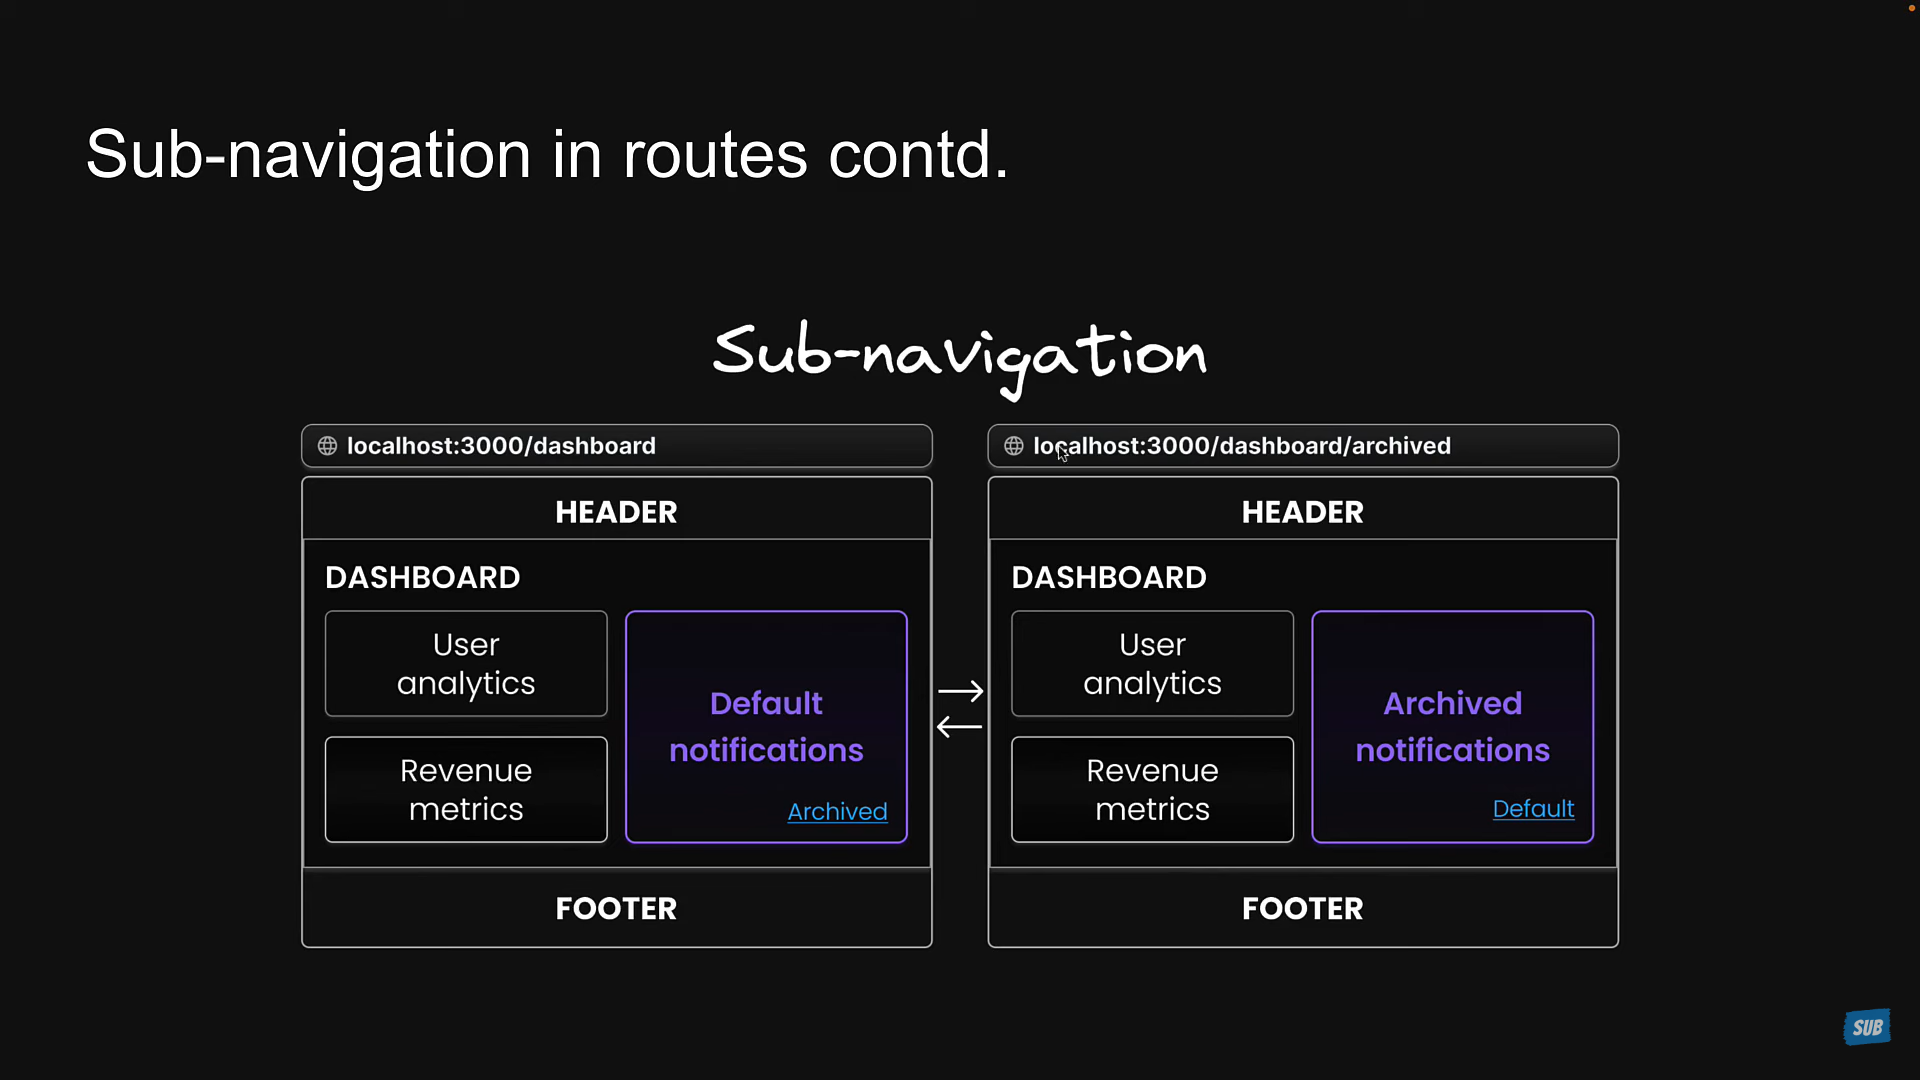 Sub-navigation in routes contd.
Sub-navigation
localhost:3000/dashboard
HEADER
DASHBOARD
User
analytics
Revenue
metrics
Default
notifications
Archived
FOOTER
localhost:3000/dashboard/archived
HEADER
DASHBOARD
User
analytics
Revenue
metrics
Archived
notifications
Default
FOOTER
SUB